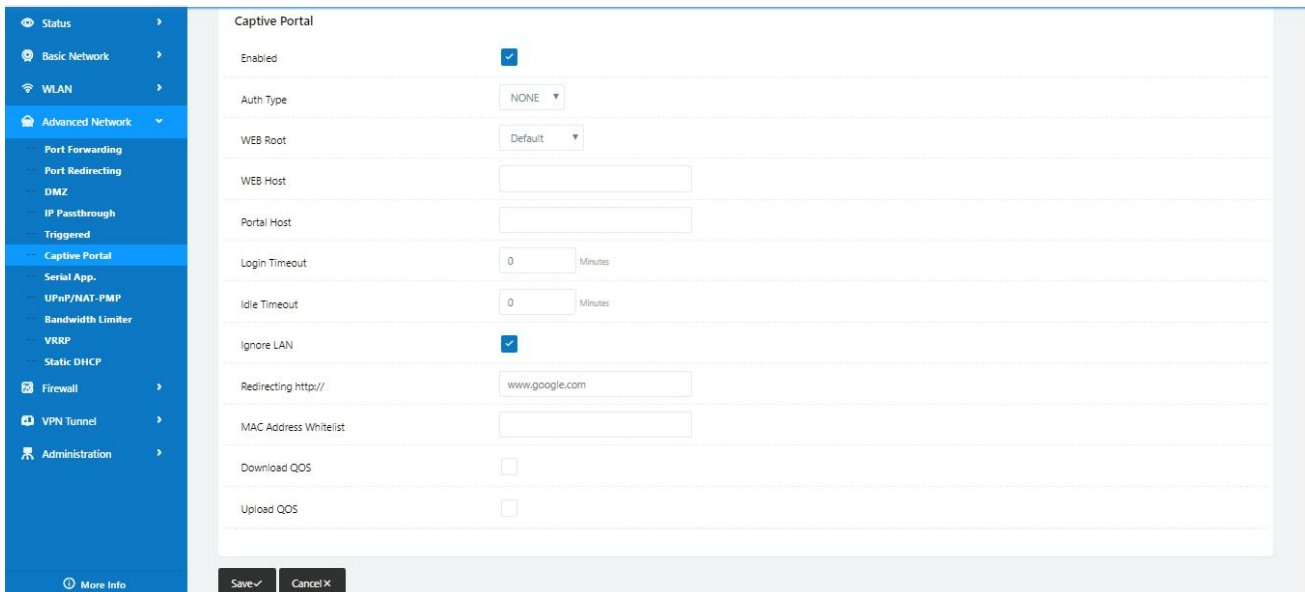 Status
Basic Network
WLAN
Advanced Network
Port Forwarding
Port Redirecting
DMZ
IP Passthrough
Triggered
Captive Portal
Serial App.
UPnP/NAT-PMP
Bandwidth Limiter
VRRP
Static DHCP
Firewall
VPN Tunnel
Administration
More Info
Captive Portal
Enabled
Auth Type NONE
WEB Root Default
WEB Host
Portal Host
Login Timeout 0 Minutes
Idle Timeout 0 Minutes
Ignore LAN
Redirecting http:// www.google.com
MAC Address Whitelist
Download QOS
Upload QOS
Save Cancel